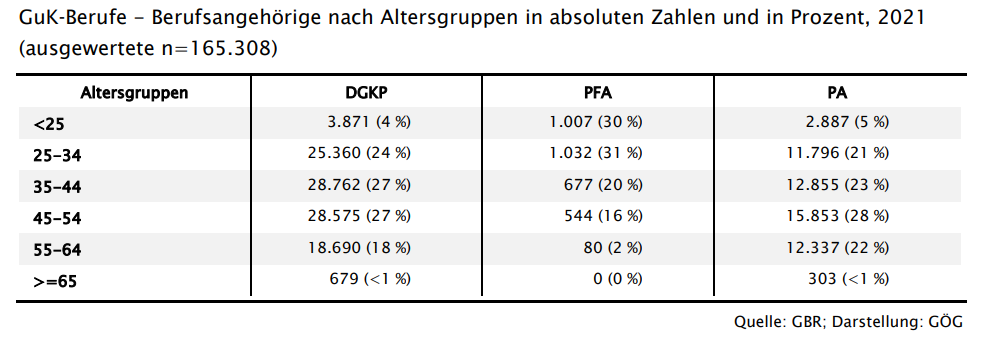 GuK-Berufe – Berufsangehörige nach Altersgruppen in absoluten Zahlen und in Prozent, 2021
(ausgewertete n=165.308)
Altersgruppen DGKP PFA PA
<25 3.871 (4 %) 1.007 (30 %) 2.887 (5 %)
25–34 25.360 (24 %) 1.032 (31 %) 11.796 (21 %)
35–44 28.762 (27 %) 677 (20 %) 12.855 (23 %)
45–54 28.575 (27 %) 544 (16 %) 15.853 (28 %)
55–64 18.690 (18 %) 80 (2 %) 12.337 (22 %)
>=65 679 (<1 %) 0 (0 %) 303 (<1 %)
Quelle: GBR; Darstellung: GÖG